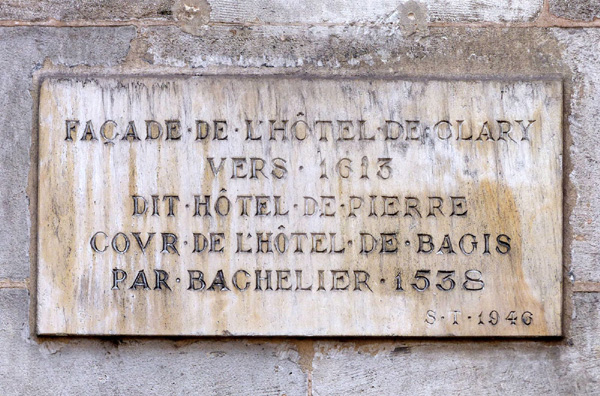 FAÇADE·DE·L'HÔTEL·DE·CLARY
VERS·1613
DIT·HÔTEL·DE·PIERRE
COVR·DE·L'HÔTEL·DE·BAGIS
PAR·BACHELIER·1538
S·T·1946